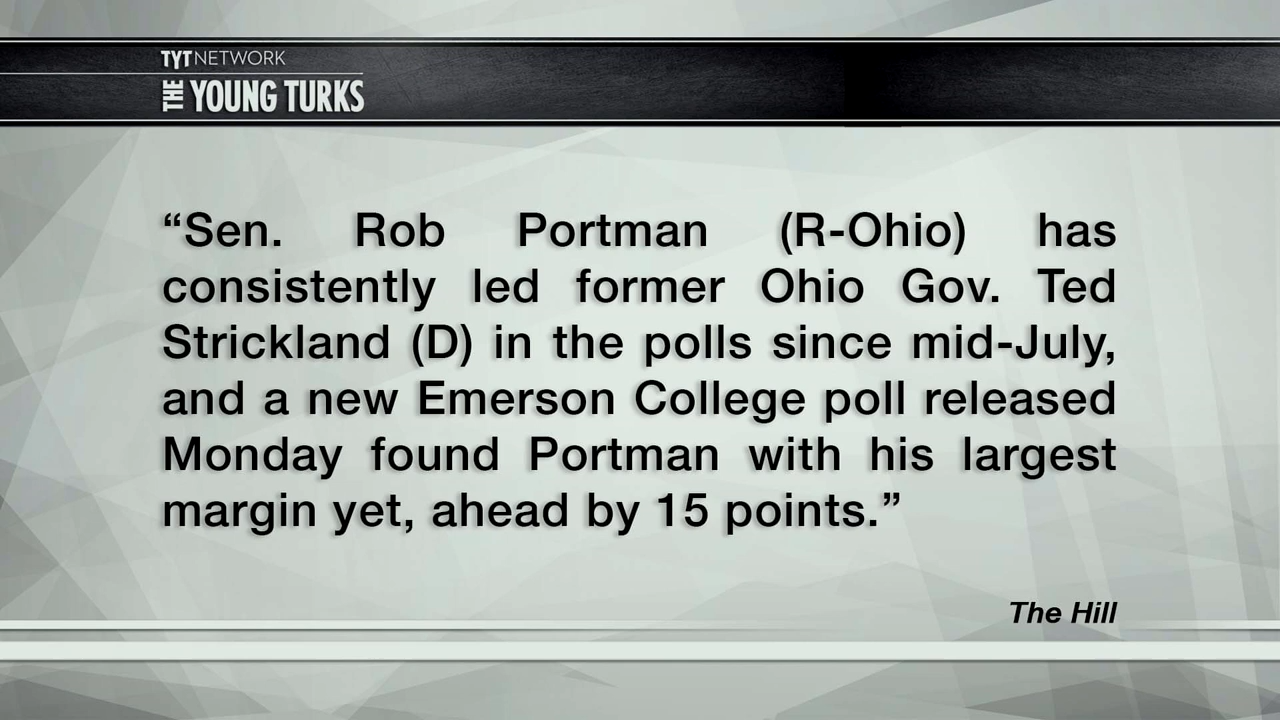 TYT NETWORK
THE YOUNG TURKS
“Sen. Rob Portman (R-Ohio) has
consistently led former Ohio Gov. Ted
Strickland (D) in the polls since mid-July,
and a new Emerson College poll released
Monday found Portman with his largest
margin yet, ahead by 15 points.”
The Hill